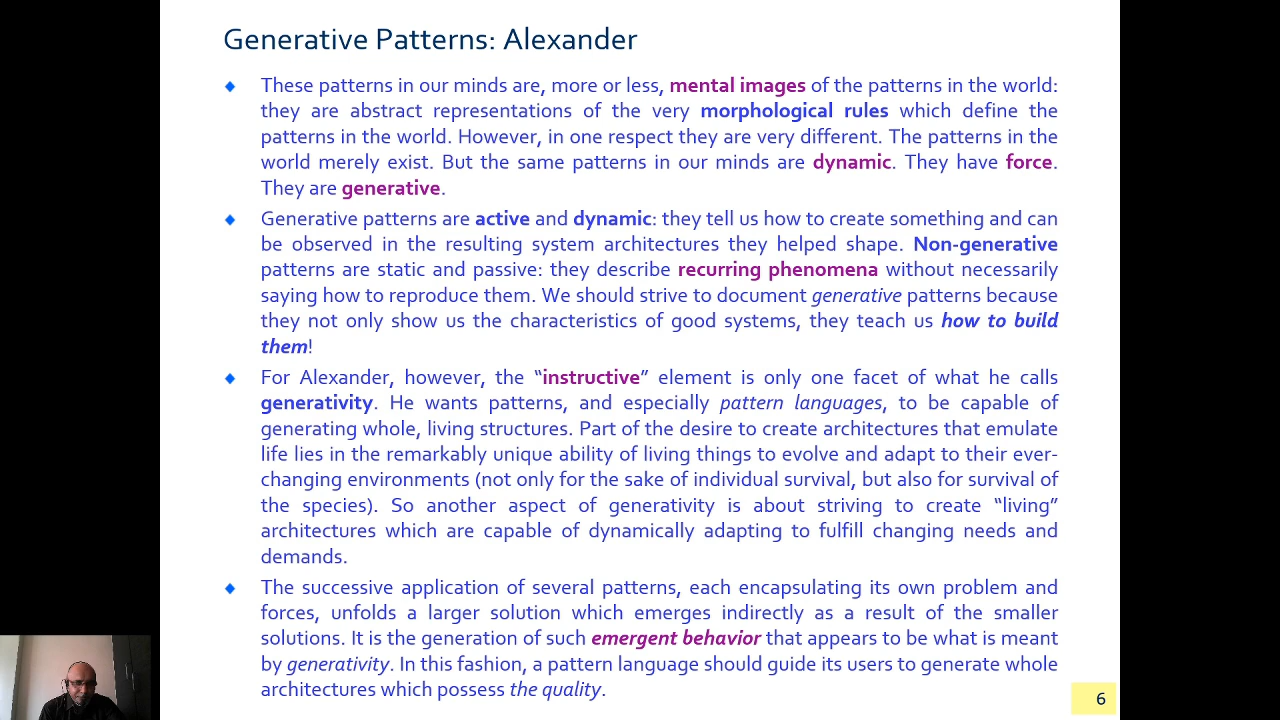 Generative Patterns: Alexander
These patterns in our minds are, more or less, mental images of the patterns in the world:
they are abstract representations of the very morphological rules which define the
patterns in the world. However, in one respect they are very different. The patterns in the
world merely exist. But the same patterns in our minds are dynamic. They have force.
They are generative.
Generative patterns are active and dynamic: they tell us how to create something and can
be observed in the resulting system architectures they helped shape. Non-generative
patterns are static and passive: they describe recurring phenomena without necessarily
saying how to reproduce them. We should strive to document generative patterns because
they not only show us the characteristics of good systems, they teach us how to build
them!
For Alexander, however, the “instructive” element is only one facet of what he calls
generativity. He wants patterns, and especially pattern languages, to be capable of
generating whole, living structures. Part of the desire to create architectures that emulate
life lies in the remarkably unique ability of living things to evolve and adapt to their ever-
changing environments (not only for the sake of individual survival, but also for survival of
the species). So another aspect of generativity is about striving to create “living”
architectures which are capable of dynamically adapting to fulfill changing needs and
demands.
The successive application of several patterns, each encapsulating its own problem and
forces, unfolds a larger solution which emerges indirectly as a result of the smaller
solutions. It is the generation of such emergent behavior that appears to be what is meant
by generativity. In this fashion, a pattern language should guide its users to generate whole
architectures which possess the quality.
6